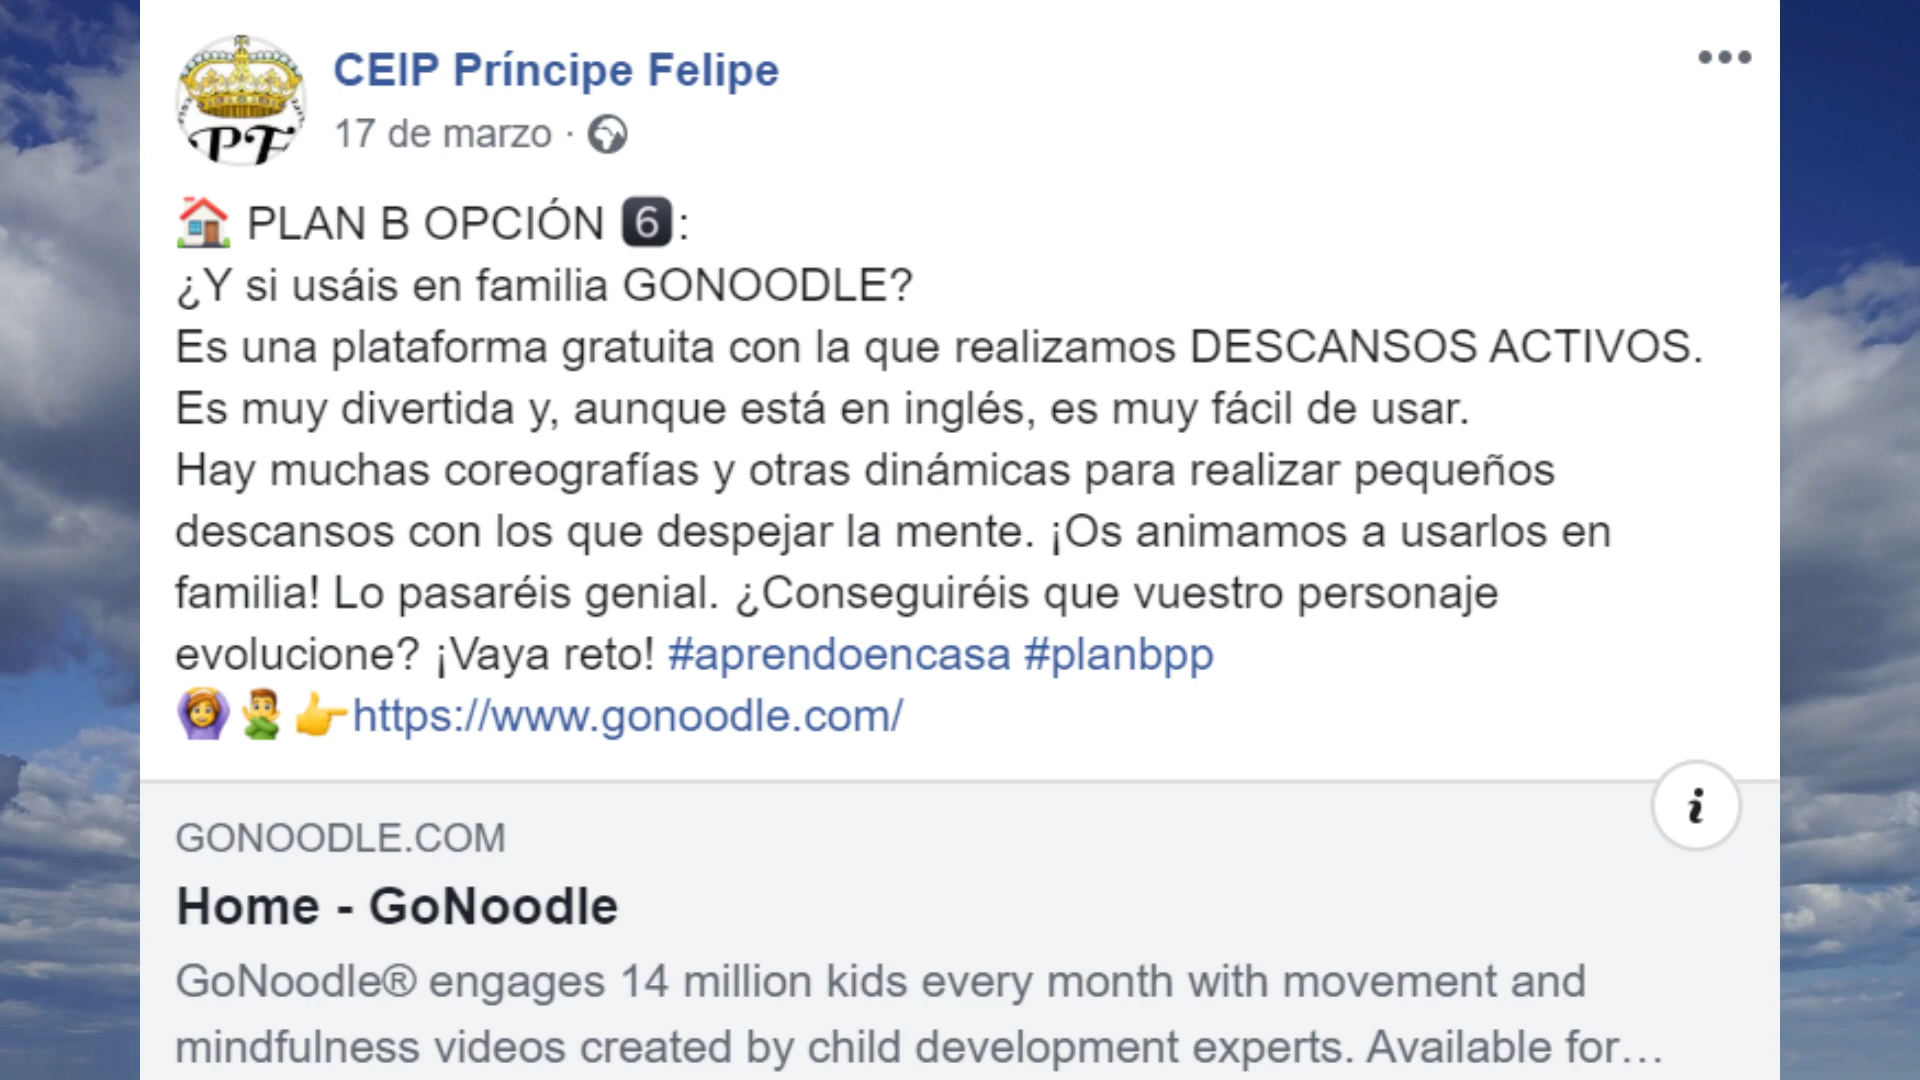 PF
CEIP Príncipe Felipe
17 de marzo ·
🏠 PLAN B OPCIÓN 6️⃣:
¿Y si usáis en familia GONOODLE?
Es una plataforma gratuita con la que realizamos DESCANSOS ACTIVOS.
Es muy divertida y, aunque está en inglés, es muy fácil de usar.
Hay muchas coreografías y otras dinámicas para realizar pequeños
descansos con los que despejar la mente. ¡Os animamos a usarlos en
familia! Lo pasaréis genial. ¿Conseguiréis que vuestro personaje
evolucione? ¡Vaya reto! #aprendoencasa #planbpp
🙆‍♀️🙅‍♂️👉https://www.gonoodle.com/
i
GONOODLE.COM
Home - GoNoodle
GoNoodle® engages 14 million kids every month with movement and
mindfulness videos created by child development experts. Available for…